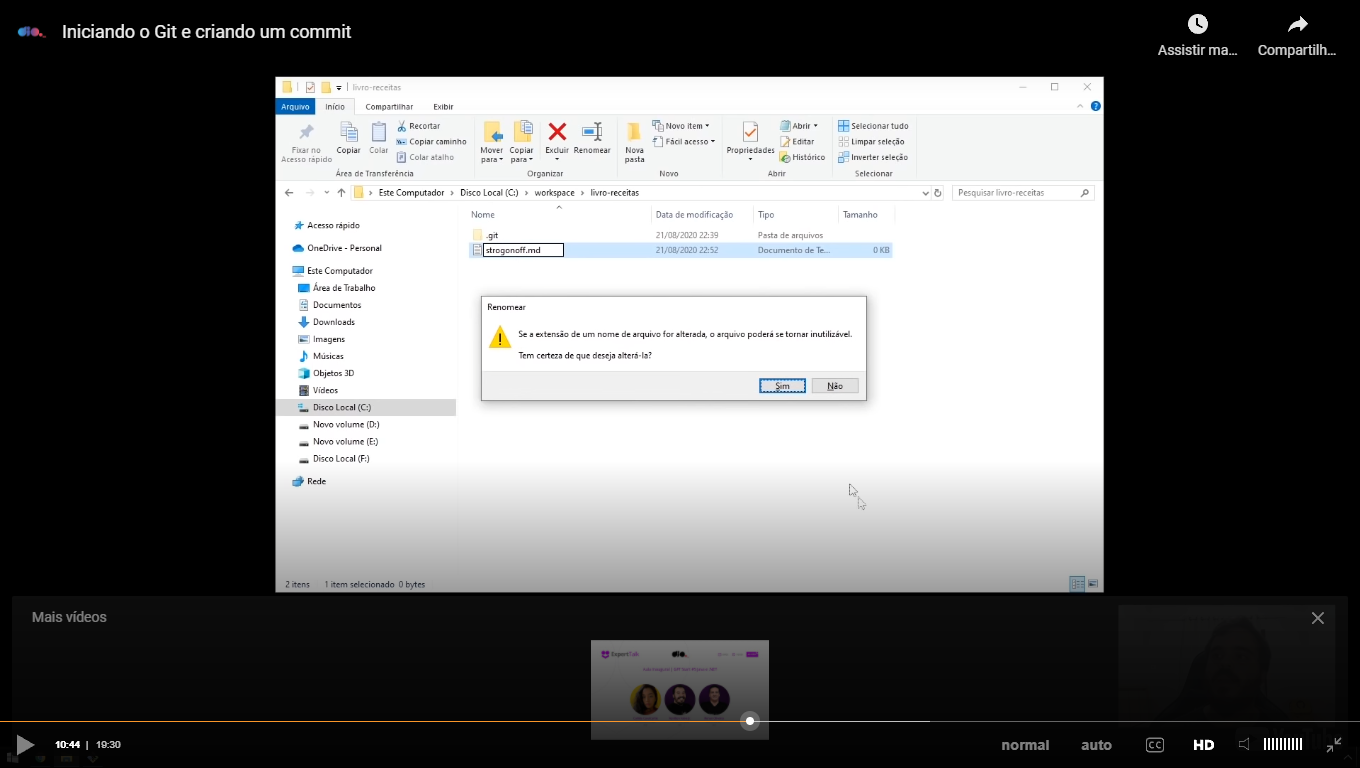 dio.
Iniciando o Git e criando um commit
Assistir ma...
Compartilh...
livro-receitas
Arquivo
Início
Compartilhar
Exibir
Fixar no
Acesso rápido
Copiar
Colar
Recortar
Copiar caminho
Colar atalho
Mover
para
Copiar
para
Excluir
Renomear
Nova
pasta
Novo item
Fácil acesso
Propriedades
Abrir
Editar
Histórico
Selecionar tudo
Limpar seleção
Inverter seleção
Área de Transferência
Organizar
Novo
Abrir
Selecionar
Este Computador
Disco Local (C:)
workspace
livro-receitas
Pesquisar livro-receitas
Nome
Data de modificação
Tipo
Tamanho
.git
21/08/2020 22:39
Pasta de arquivos
strogonoff.md
21/08/2020 22:52
Documento de Te...
0 KB
Acesso rápido
OneDrive - Personal
Este Computador
Área de Trabalho
Documentos
Downloads
Imagens
Músicas
Objetos 3D
Vídeos
Disco Local (C:)
Novo volume (D:)
Novo volume (E:)
Disco Local (F:)
Rede
Renomear
Se a extensão de um nome de arquivo for alterada, o arquivo poderá se tornar inutilizável.
Tem certeza de que deseja alterá-la?
Sim
Não
2 itens
1 item selecionado 0 bytes
Mais vídeos
dio.
10:44 | 19:30
normal
auto
CC
HD